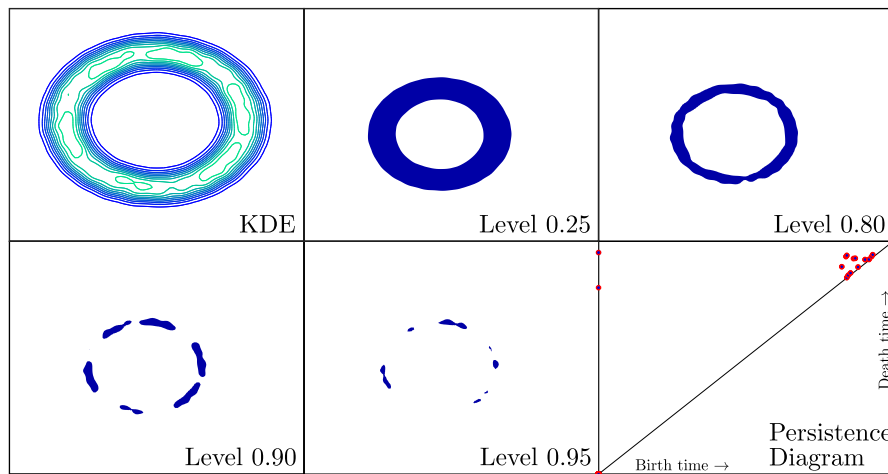 KDE
Level 0.25
Level 0.80
Level 0.90
Level 0.95
Death time →
Persistence
Diagram
Birth time →